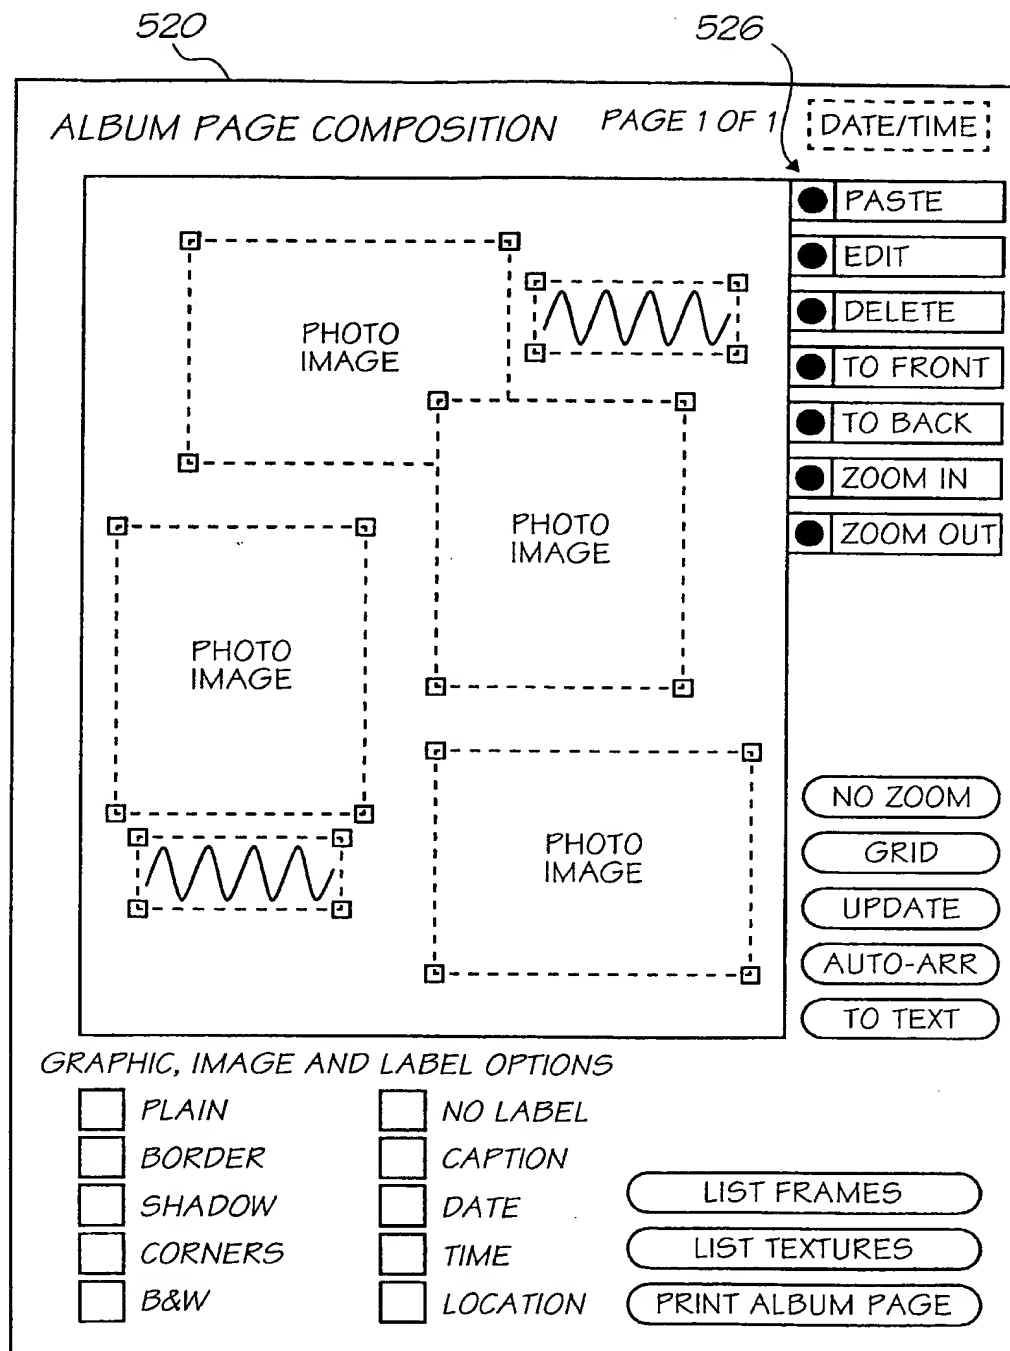 520
526
ALBUM PAGE COMPOSITION
PAGE 1 OF 1
DATE/TIME
PASTE
EDIT
DELETE
TO FRONT
TO BACK
ZOOM IN
ZOOM OUT
PHOTO
IMAGE
PHOTO
IMAGE
PHOTO
IMAGE
PHOTO
IMAGE
NO ZOOM
GRID
UPDATE
AUTO-ARR
TO TEXT
GRAPHIC, IMAGE AND LABEL OPTIONS
PLAIN
BORDER
SHADOW
CORNERS
B&W
NO LABEL
CAPTION
DATE
TIME
LOCATION
LIST FRAMES
LIST TEXTURES
PRINT ALBUM PAGE